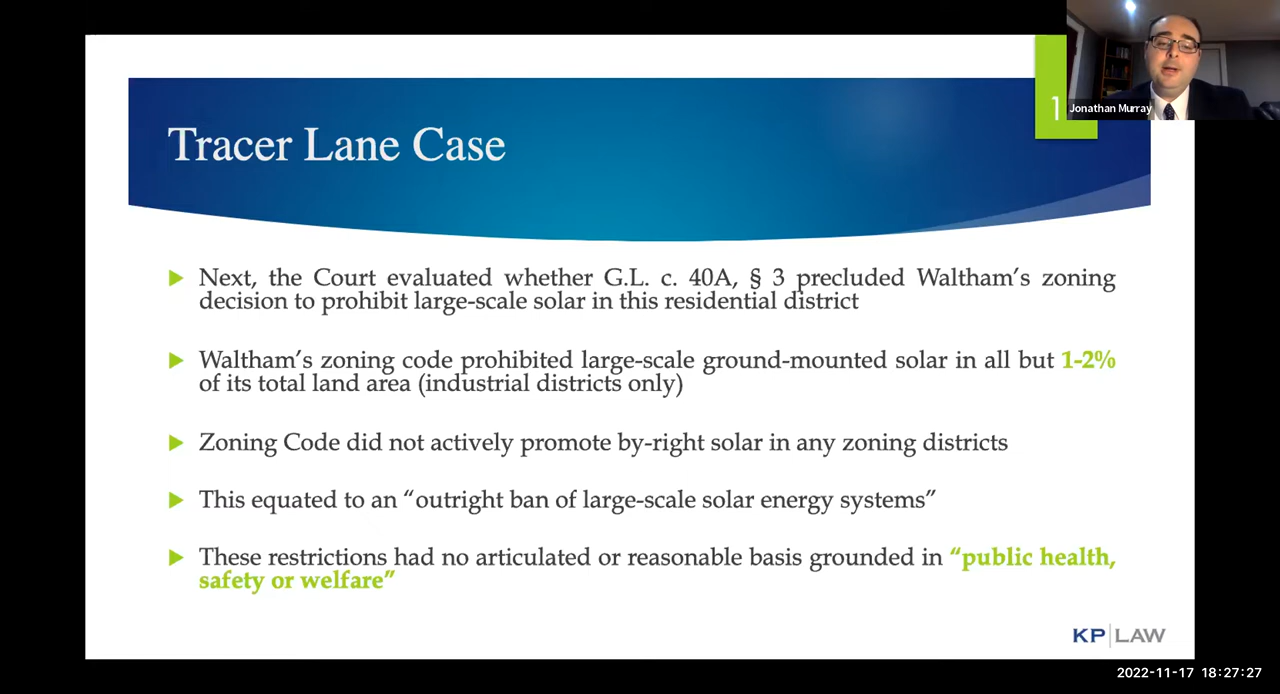 1
Jonathan Murray
Tracer Lane Case
Next, the Court evaluated whether G.L. c. 40A, § 3 precluded Waltham’s zoning
decision to prohibit large-scale solar in this residential district
Waltham’s zoning code prohibited large-scale ground-mounted solar in all but 1-2%
of its total land area (industrial districts only)
Zoning Code did not actively promote by-right solar in any zoning districts
This equated to an “outright ban of large-scale solar energy systems”
These restrictions had no articulated or reasonable basis grounded in “public health,
safety or welfare”
KP|LAW
2022-11-17 18:27:27